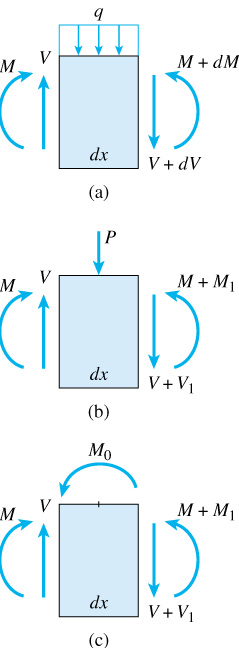 q
M V M + dM
dx V + dV
(a)
P
M V M + M₁
dx V + V₁
(b)
M₀
M V M + M₁
dx V + V₁
(c)